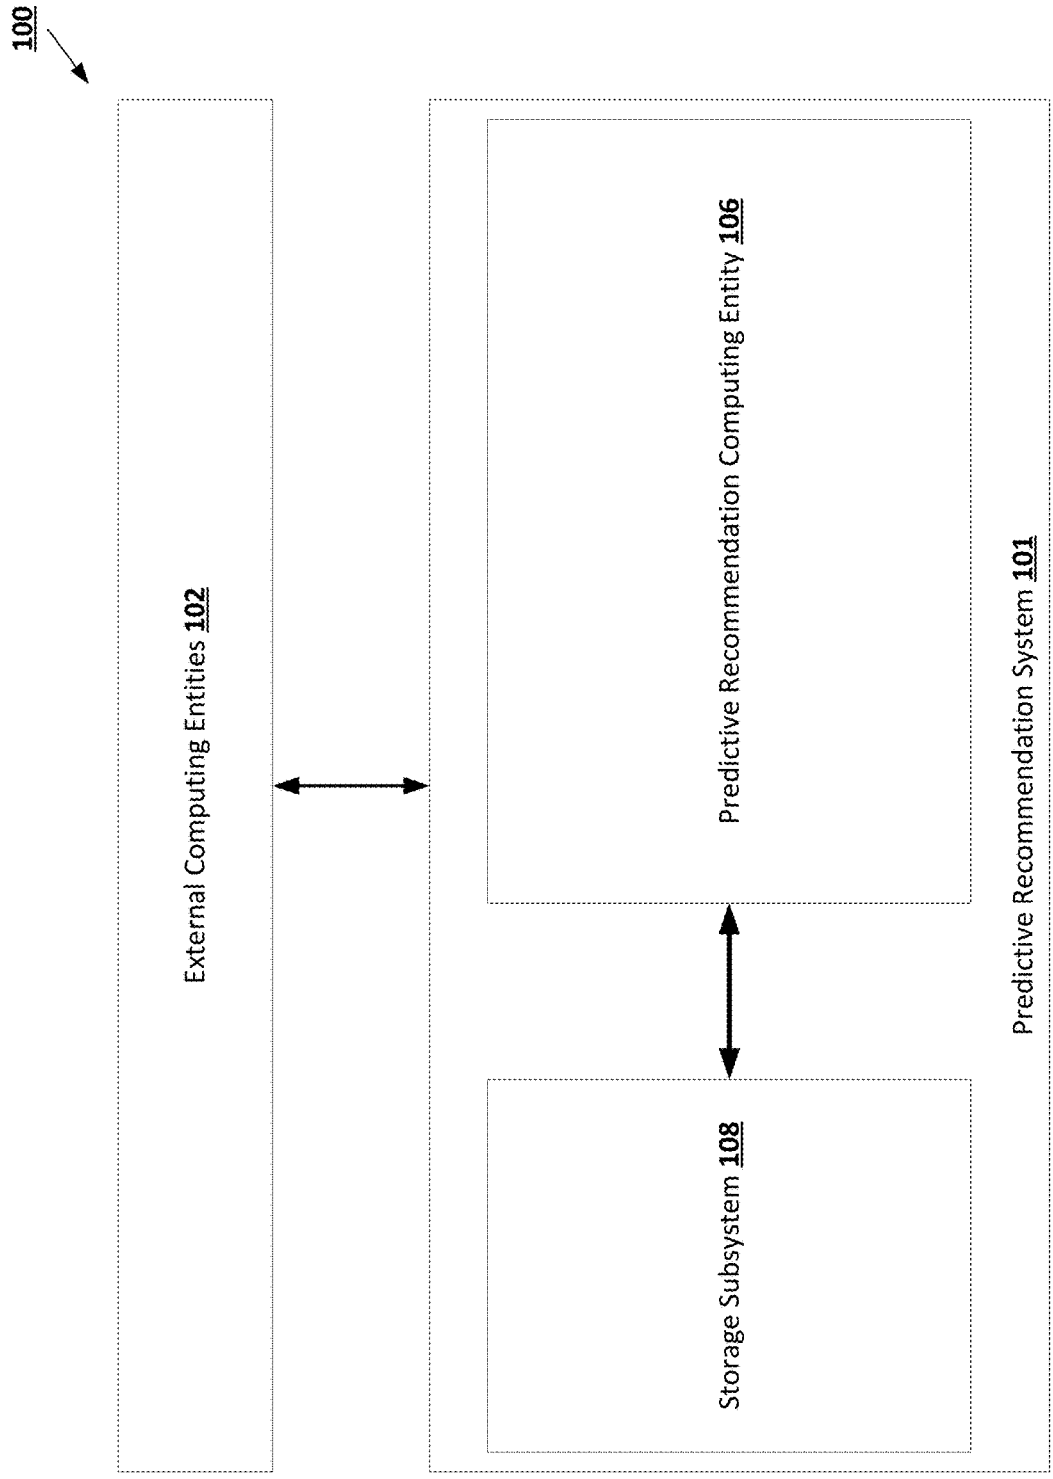 100
External Computing Entities 102
Storage Subsystem 108
Predictive Recommendation Computing Entity 106
Predictive Recommendation System 101